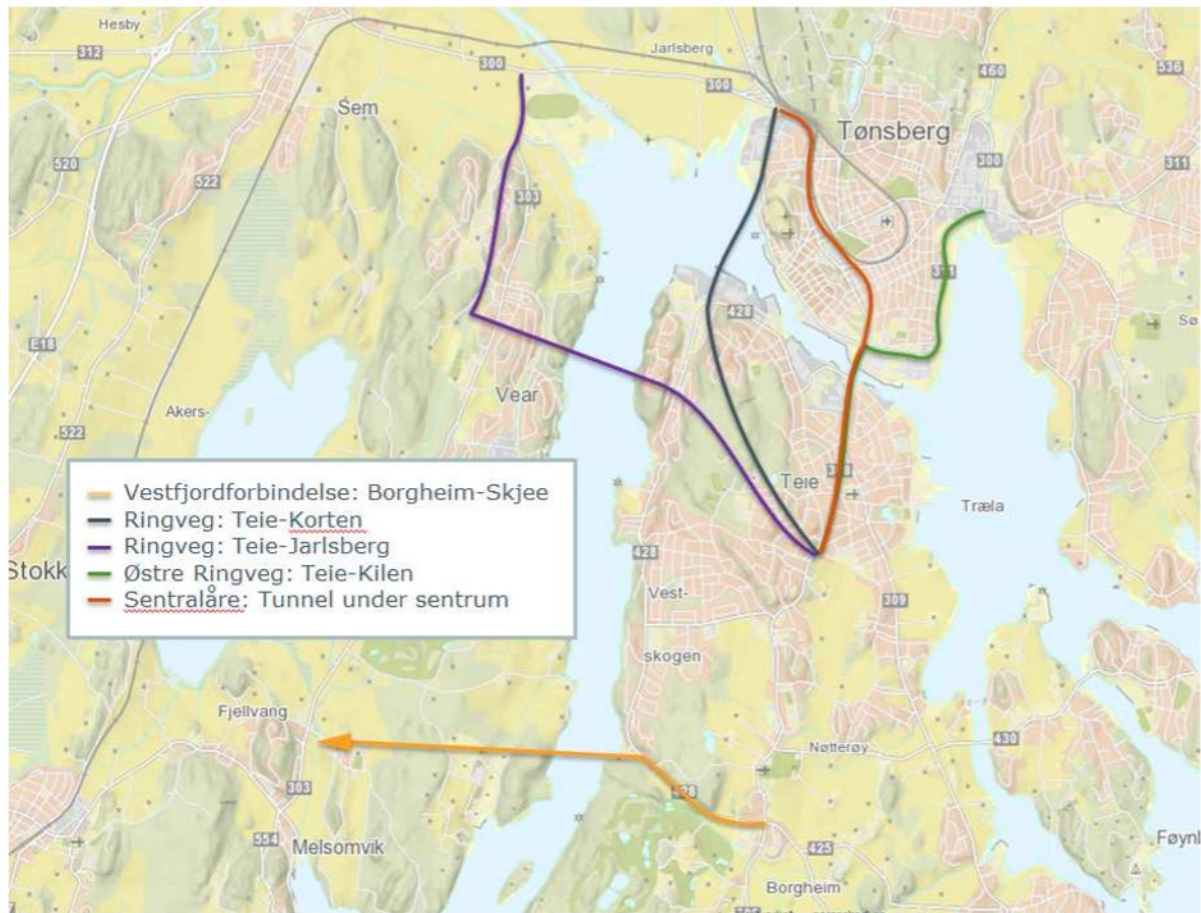 Hesby
312
Jarlsberg
300
300
460
536
Sem
Tønsberg
520
522
303
300
311
311
428
Sø
E18
Vear
Akers-
522
Teie
Træla
Vestfjordforbindelse: Borgheim-Skjee
Ringveg: Teie-Korten
Ringveg: Teie-Jarlsberg
Østre Ringveg: Teie-Kilen
Sentralåre: Tunnel under sentrum
Stokk
428
Vest-
skogen
309
Fjellvang
Nøtterøy
430
303
554
Melsomvik
425
Føynl
Borgheim